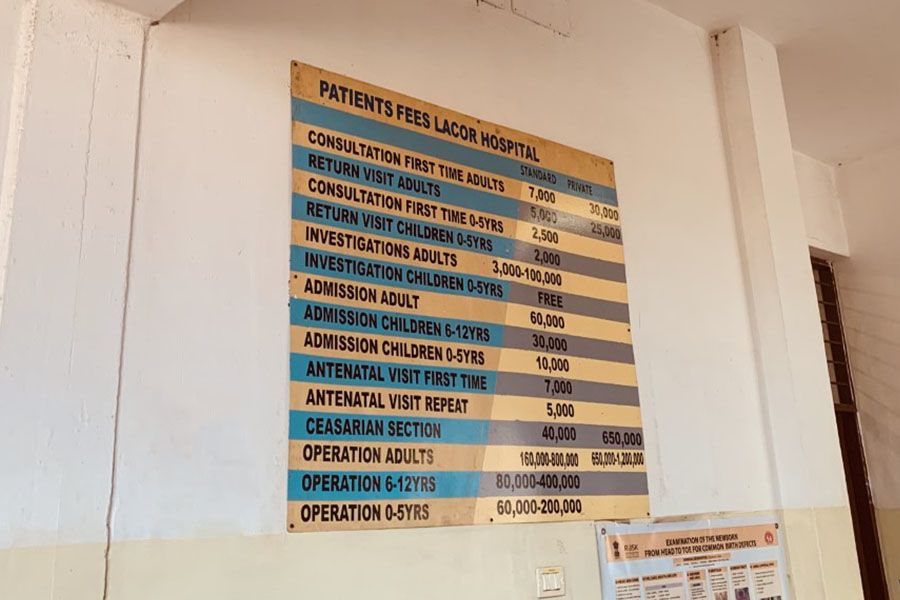 PATIENTS FEES LACOR HOSPITAL
STANDARD PRIVATE
CONSULTATION FIRST TIME ADULTS 7,000 30,000
RETURN VISIT ADULTS 5,000 25,000
CONSULTATION FIRST TIME 0-5YRS 2,500
RETURN VISIT CHILDREN 0-5YRS 2,000
INVESTIGATIONS ADULTS 3,000-100,000
INVESTIGATION CHILDREN 0-5YRS FREE
ADMISSION ADULT 60,000
ADMISSION CHILDREN 6-12YRS 30,000
ADMISSION CHILDREN 0-5YRS 10,000
ANTENATAL VISIT FIRST TIME 7,000
ANTENATAL VISIT REPEAT 5,000
CEASARIAN SECTION 40,000 650,000
OPERATION ADULTS 160,000-800,000 650,000-1,200,000
OPERATION 6-12YRS 80,000-400,000
OPERATION 0-5YRS 60,000-200,000
EXAMINATION OF THE NEWBORN
FROM HEAD TO TOE FOR COMMON BIRTH DEFECTS